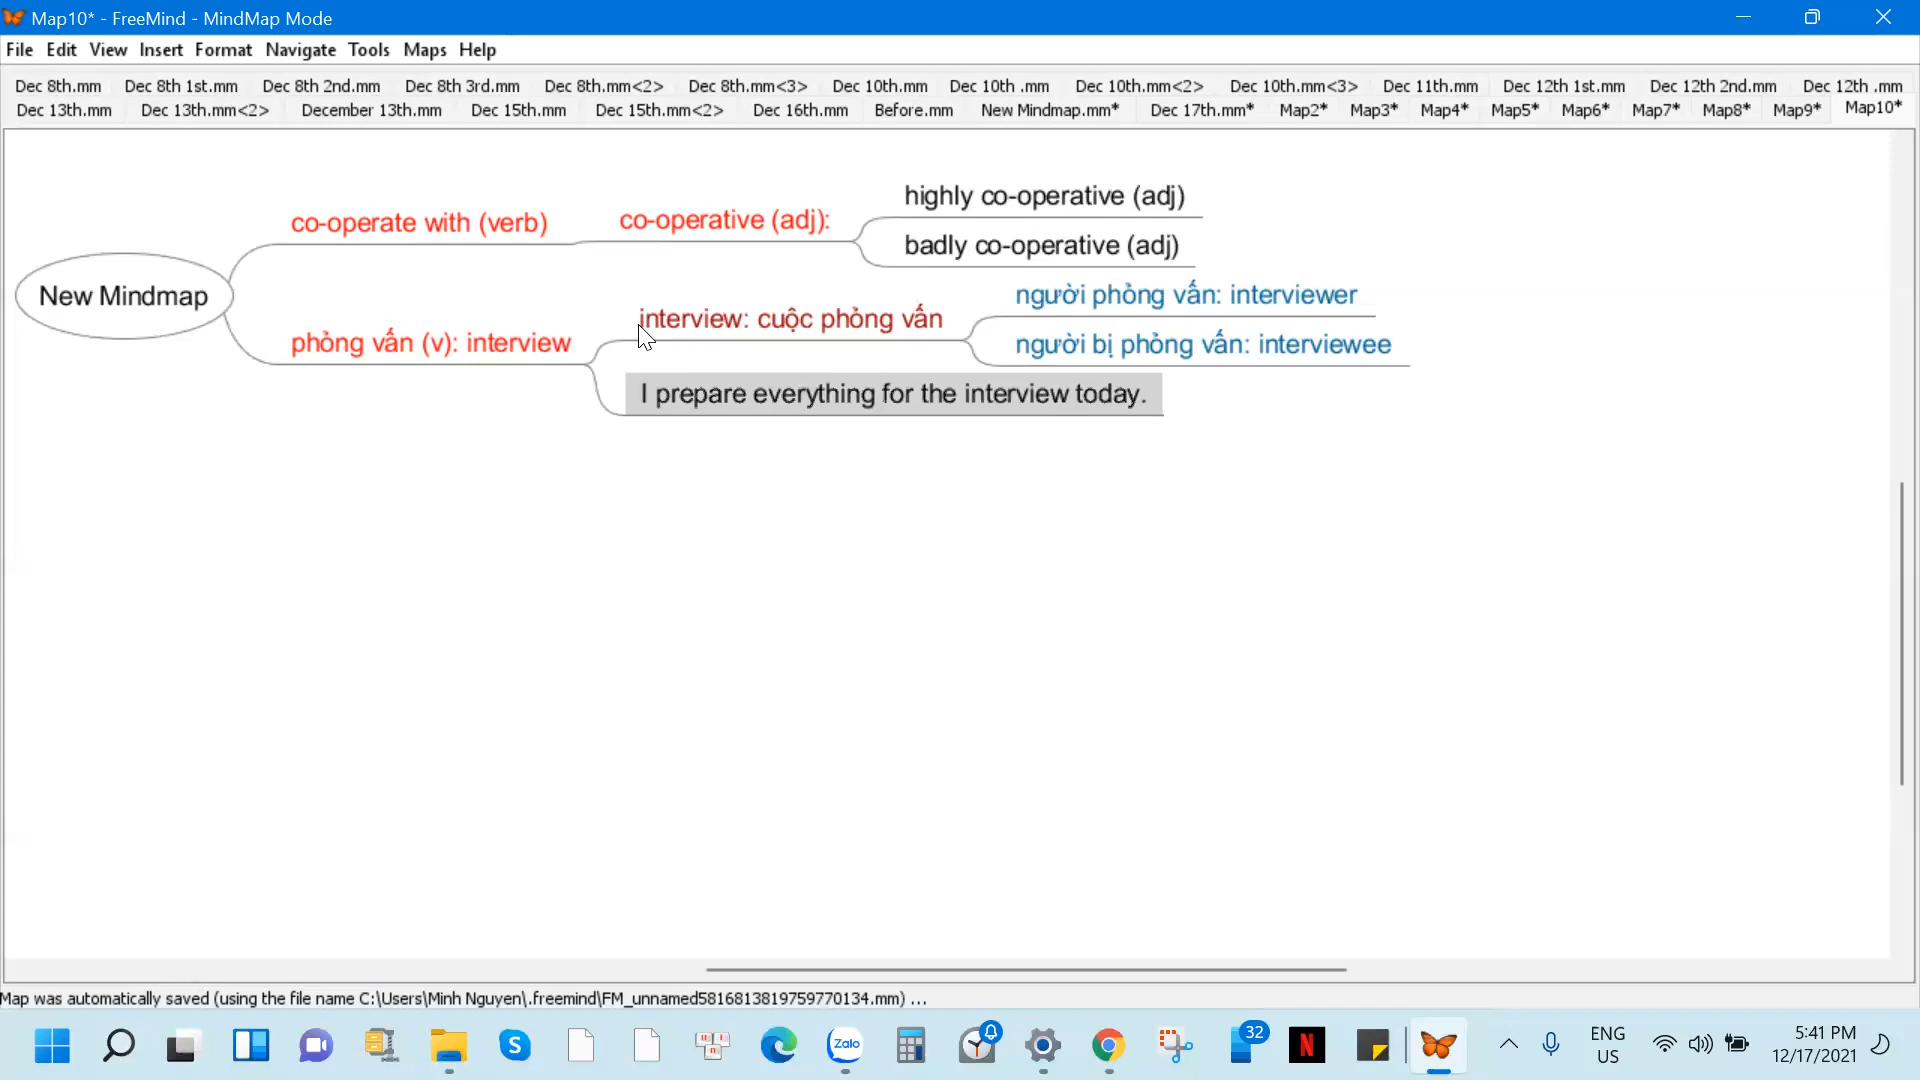 Map10* - FreeMind - MindMap Mode
File Edit View Insert Format Navigate Tools Maps Help
Dec 8th.mm Dec 8th 1st.mm Dec 8th 2nd.mm Dec 8th 3rd.mm Dec 8th.mm<2> Dec 8th.mm<3> Dec 10th.mm Dec 10th .mm Dec 10th.mm<2> Dec 10th.mm<3> Dec 11th.mm Dec 12th 1st.mm Dec 12th 2nd.mm Dec 12th .mm
Dec 13th.mm Dec 13th.mm<2> December 13th.mm Dec 15th.mm Dec 15th.mm<2> Dec 16th.mm Before.mm New Mindmap.mm* Dec 17th.mm* Map2* Map3* Map4* Map5* Map6* Map7* Map8* Map9* Map10*
New Mindmap
co-operate with (verb)
co-operative (adj):
highly co-operative (adj)
badly co-operative (adj)
phỏng vấn (v): interview
interview: cuộc phỏng vấn
người phỏng vấn: interviewer
người bị phỏng vấn: interviewee
I prepare everything for the interview today.
Map was automatically saved (using the file name C:\Users\Minh Nguyen\.freemind\FM_unnamed5816813819759770134.mm) ...
Zalo
32
ENG
US
5:41 PM
12/17/2021